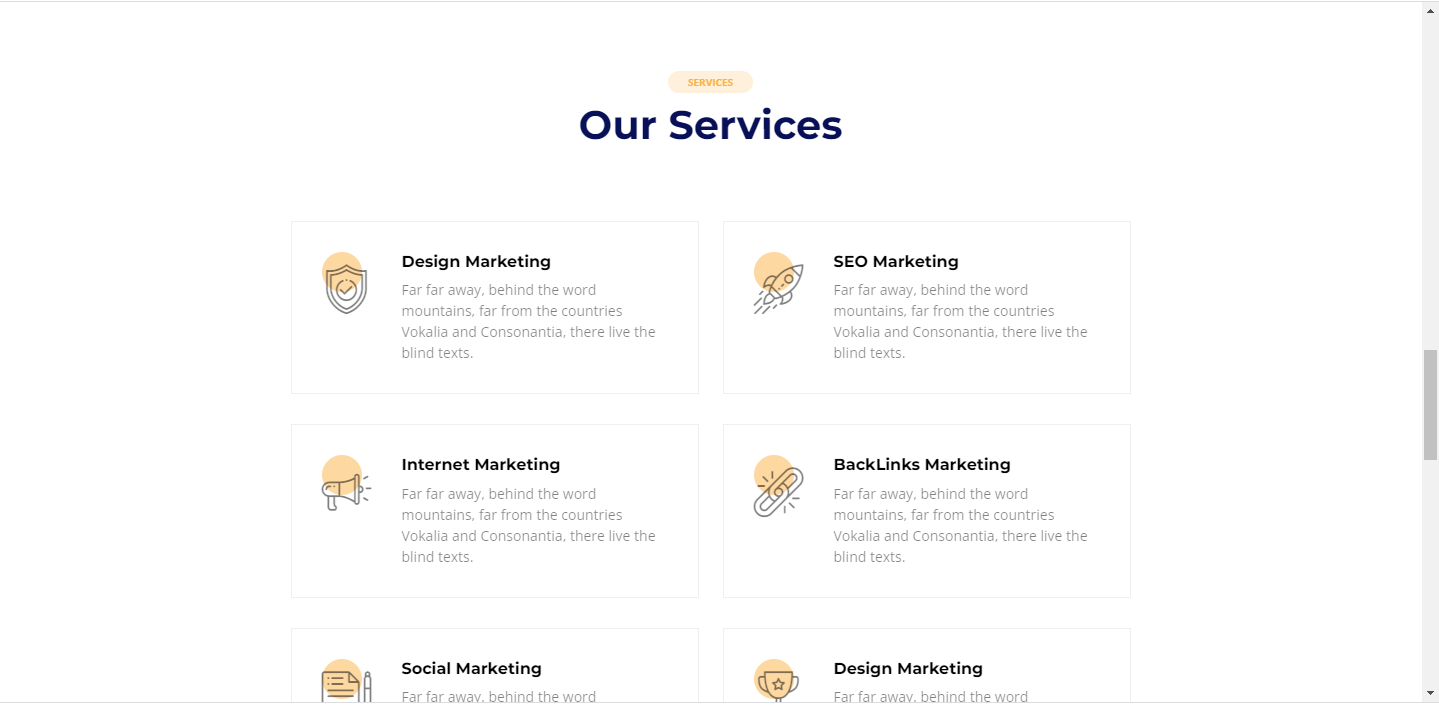 SERVICES
Our Services
Design Marketing
Far far away, behind the word
mountains, far from the countries
Vokalia and Consonantia, there live the
blind texts.
SEO Marketing
Far far away, behind the word
mountains, far from the countries
Vokalia and Consonantia, there live the
blind texts.
Internet Marketing
Far far away, behind the word
mountains, far from the countries
Vokalia and Consonantia, there live the
blind texts.
BackLinks Marketing
Far far away, behind the word
mountains, far from the countries
Vokalia and Consonantia, there live the
blind texts.
Social Marketing
Far far away, behind the word
Design Marketing
Far far away, behind the word